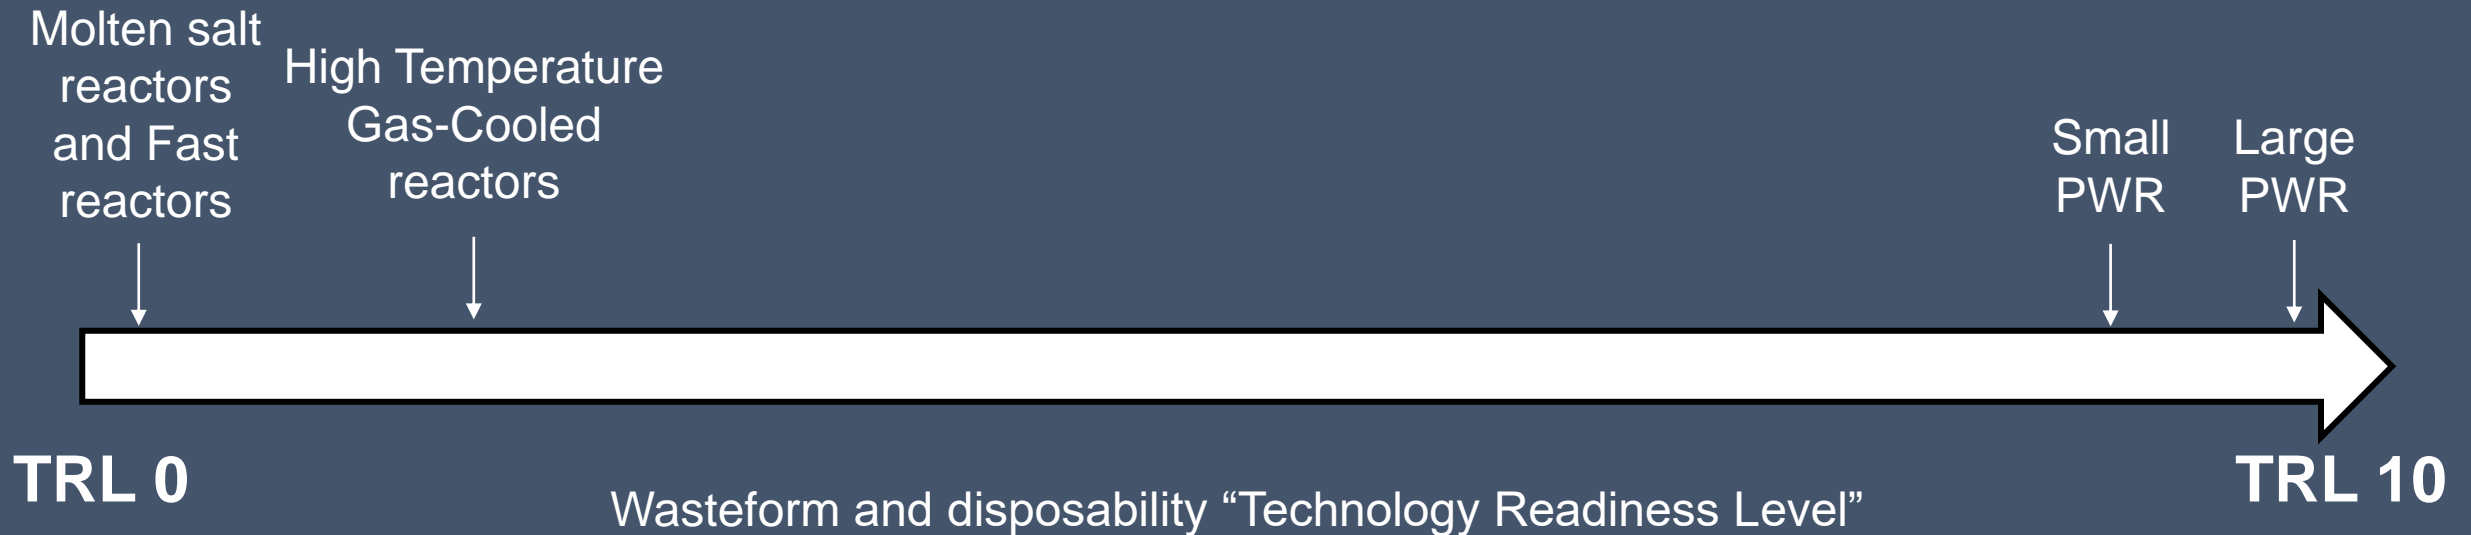 Molten salt
reactors
and Fast
reactors
High Temperature
Gas-Cooled
reactors
Small
PWR
Large
PWR
TRL 0
TRL 10
Wasteform and disposability “Technology Readiness Level”